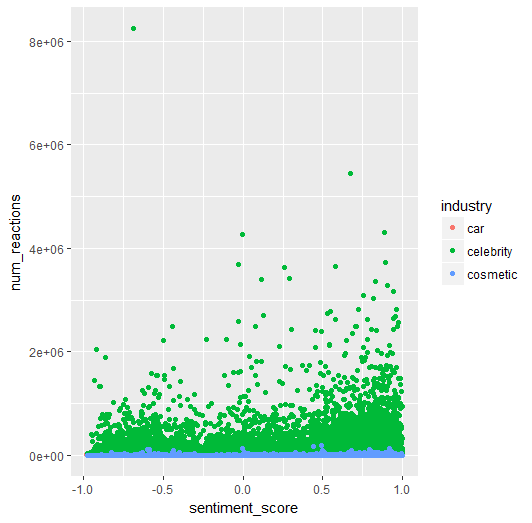 8e+06
6e+06
4e+06
2e+06
0e+00
num_reactions
-1.0 -0.5 0.0 0.5 1.0
sentiment_score
industry
car
celebrity
cosmetic